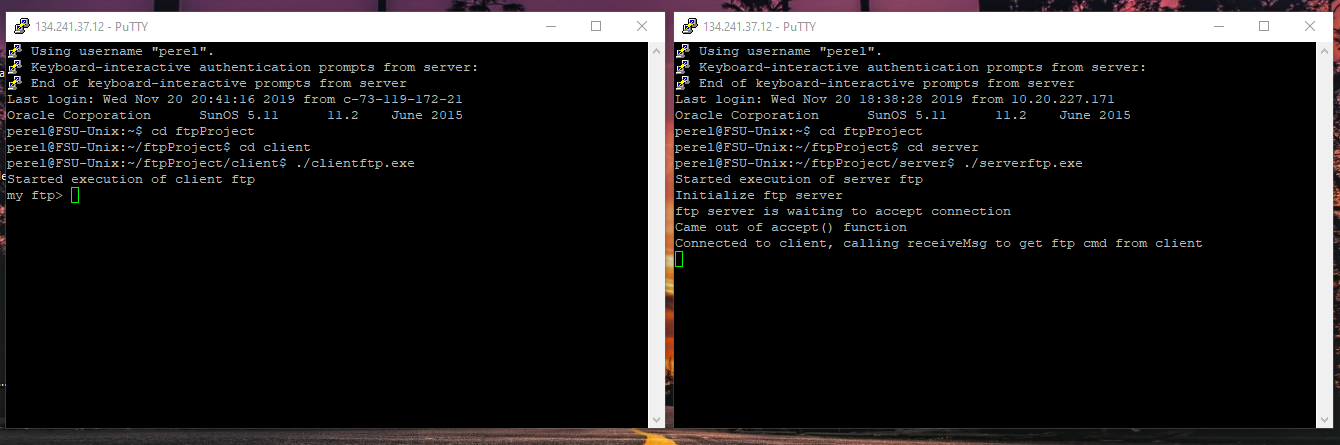 134.241.37.12 - PuTTY
Using username "perel".
Keyboard-interactive authentication prompts from server:
End of keyboard-interactive prompts from server
Last login: Wed Nov 20 20:41:16 2019 from c-73-119-172-21
Oracle Corporation      SunOS 5.11      11.2    June 2015
perel@FSU-Unix:~$ cd ftpProject
perel@FSU-Unix:~/ftpProject$ cd client
perel@FSU-Unix:~/ftpProject/client$ ./clientftp.exe
Started execution of client ftp
my ftp>
134.241.37.12 - PuTTY
Using username "perel".
Keyboard-interactive authentication prompts from server:
End of keyboard-interactive prompts from server
Last login: Wed Nov 20 18:38:28 2019 from 10.20.227.171
Oracle Corporation      SunOS 5.11      11.2    June 2015
perel@FSU-Unix:~$ cd ftpProject
perel@FSU-Unix:~/ftpProject$ cd server
perel@FSU-Unix:~/ftpProject/server$ ./serverftp.exe
Started execution of server ftp
Initialize ftp server
ftp server is waiting to accept connection
Came out of accept() function
Connected to client, calling receiveMsg to get ftp cmd from client